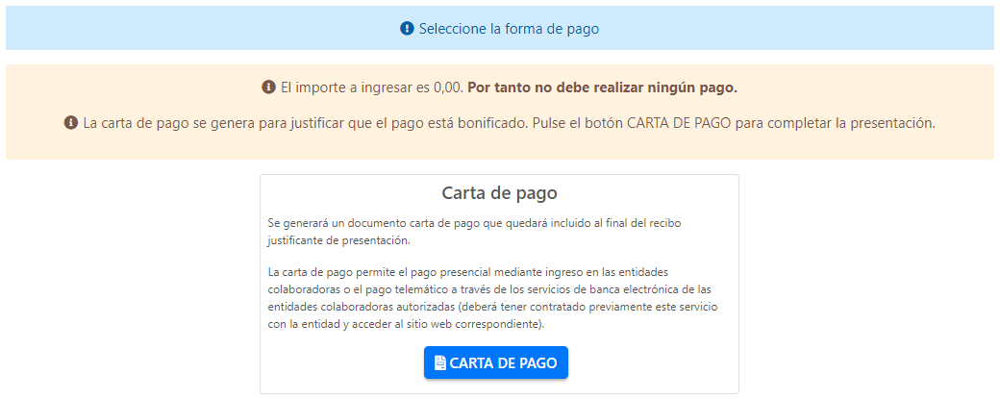 Seleccione la forma de pago
El importe a ingresar es 0,00. Por tanto no debe realizar ningún pago.
La carta de pago se genera para justificar que el pago está bonificado. Pulse el botón CARTA DE PAGO para completar la presentación.
Carta de pago
Se generará un documento carta de pago que quedará incluido al final del recibo
justificante de presentación.
La carta de pago permite el pago presencial mediante ingreso en las entidades
colaboradoras o el pago telemático a través de los servicios de banca electrónica de las
entidades colaboradoras autorizadas (deberá tener contratado previamente este servicio
con la entidad y acceder al sitio web correspondiente).
CARTA DE PAGO